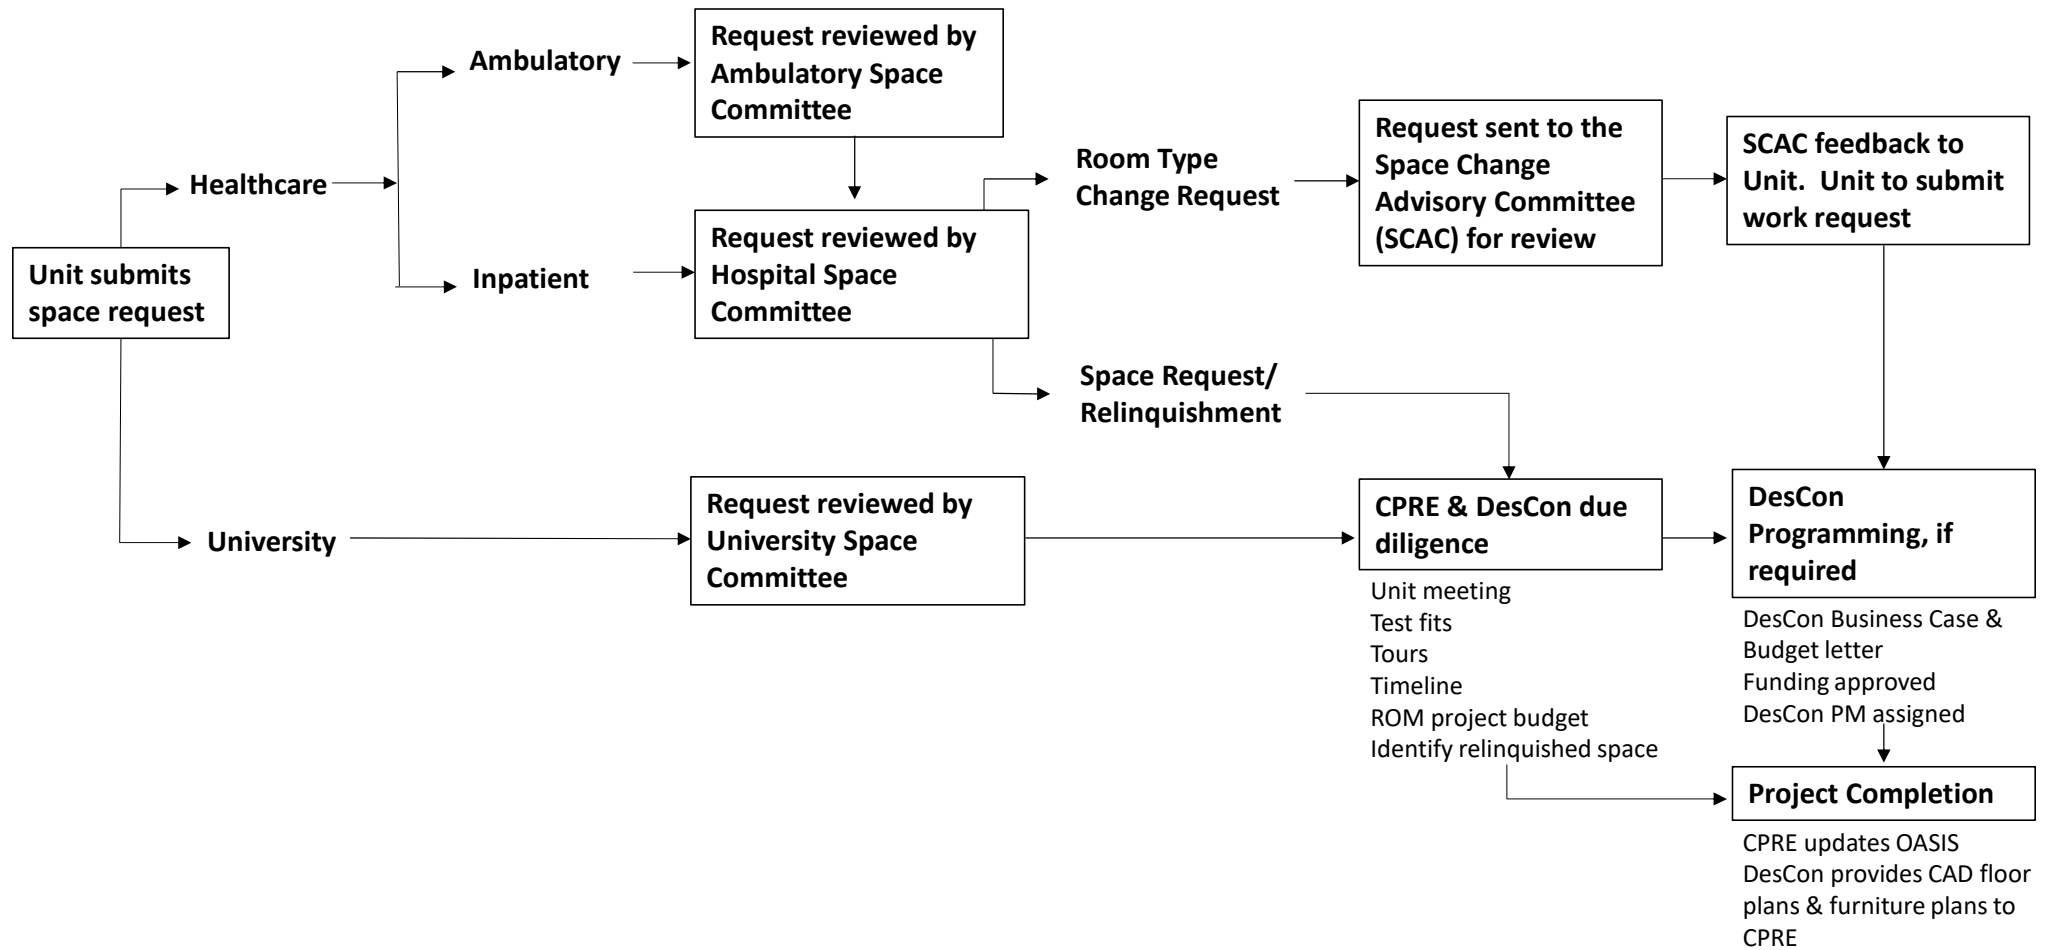 Unit submits
space request
Healthcare
University
Ambulatory
Inpatient
Request reviewed by
Ambulatory Space
Committee
Request reviewed by
Hospital Space
Committee
Request reviewed by
University Space
Committee
Room Type
Change Request
Space Request/
Relinquishment
Request sent to the
Space Change
Advisory Committee
(SCAC) for review
SCAC feedback to
Unit.  Unit to submit
work request
CPRE & DesCon due
diligence
Unit meeting
Test fits
Tours
Timeline
ROM project budget
Identify relinquished space
DesCon
Programming, if
required
DesCon Business Case &
Budget letter
Funding approved
DesCon PM assigned
Project Completion
CPRE updates OASIS
DesCon provides CAD floor
plans & furniture plans to
CPRE